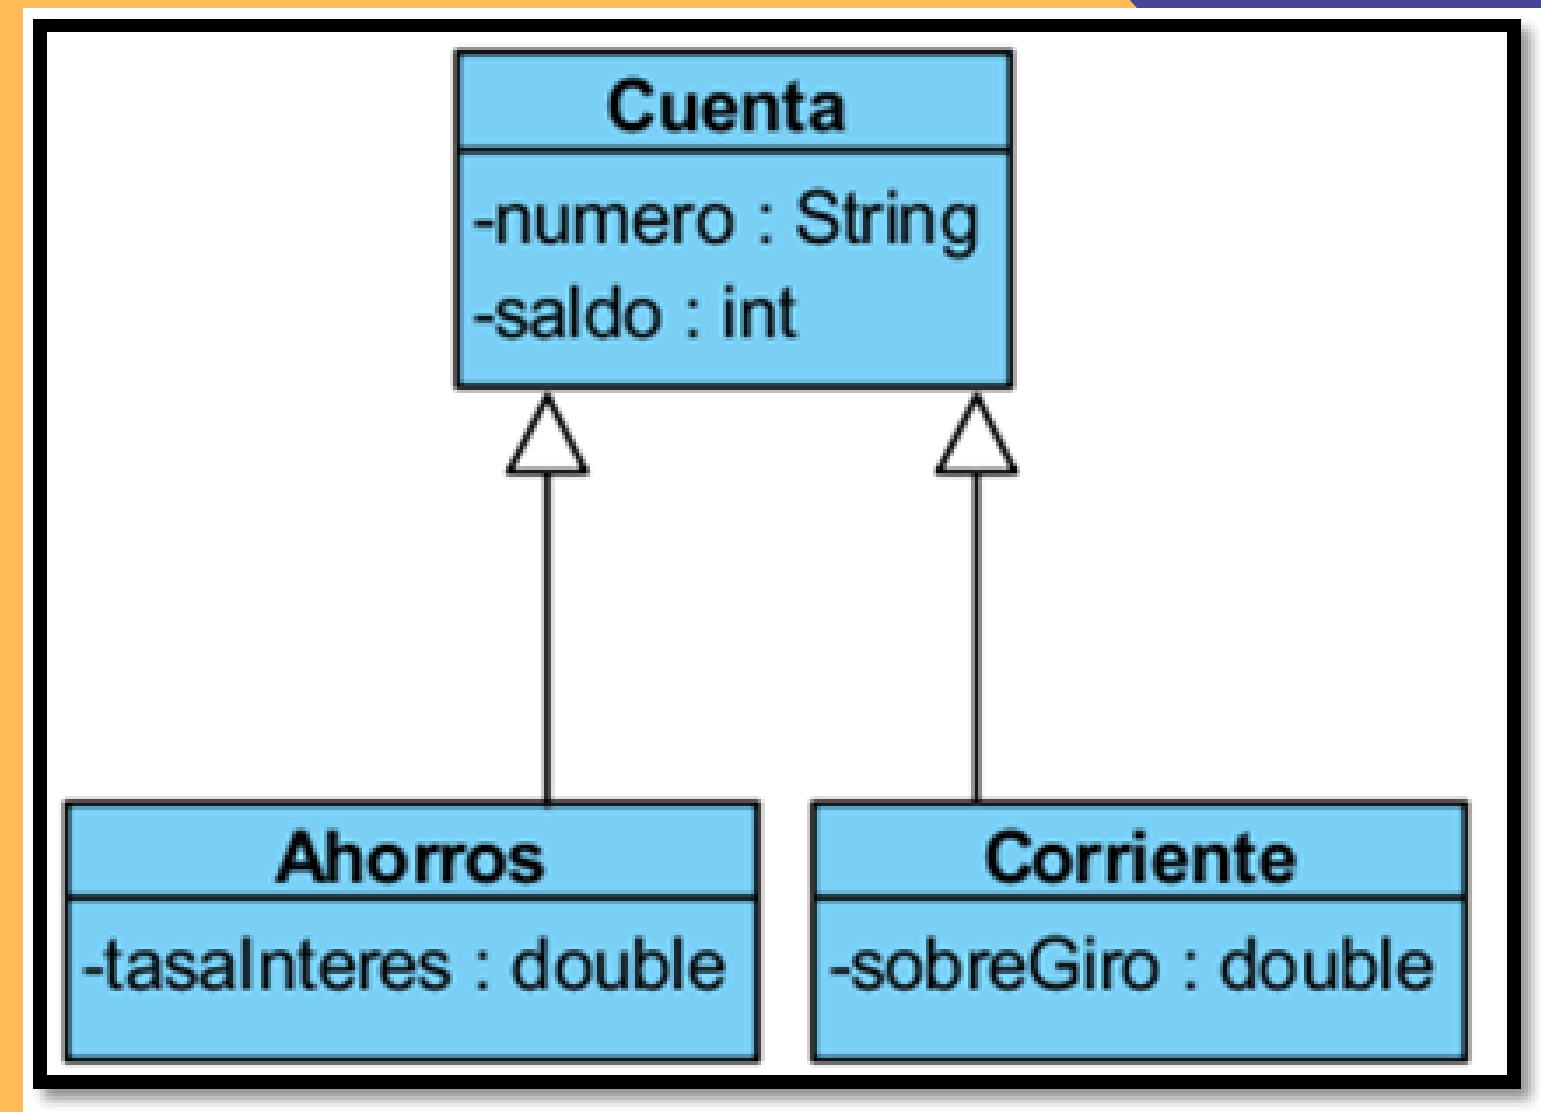 Cuenta
-numero : String
-saldo : int
Ahorros
-tasaInteres : double
Corriente
-sobreGiro : double